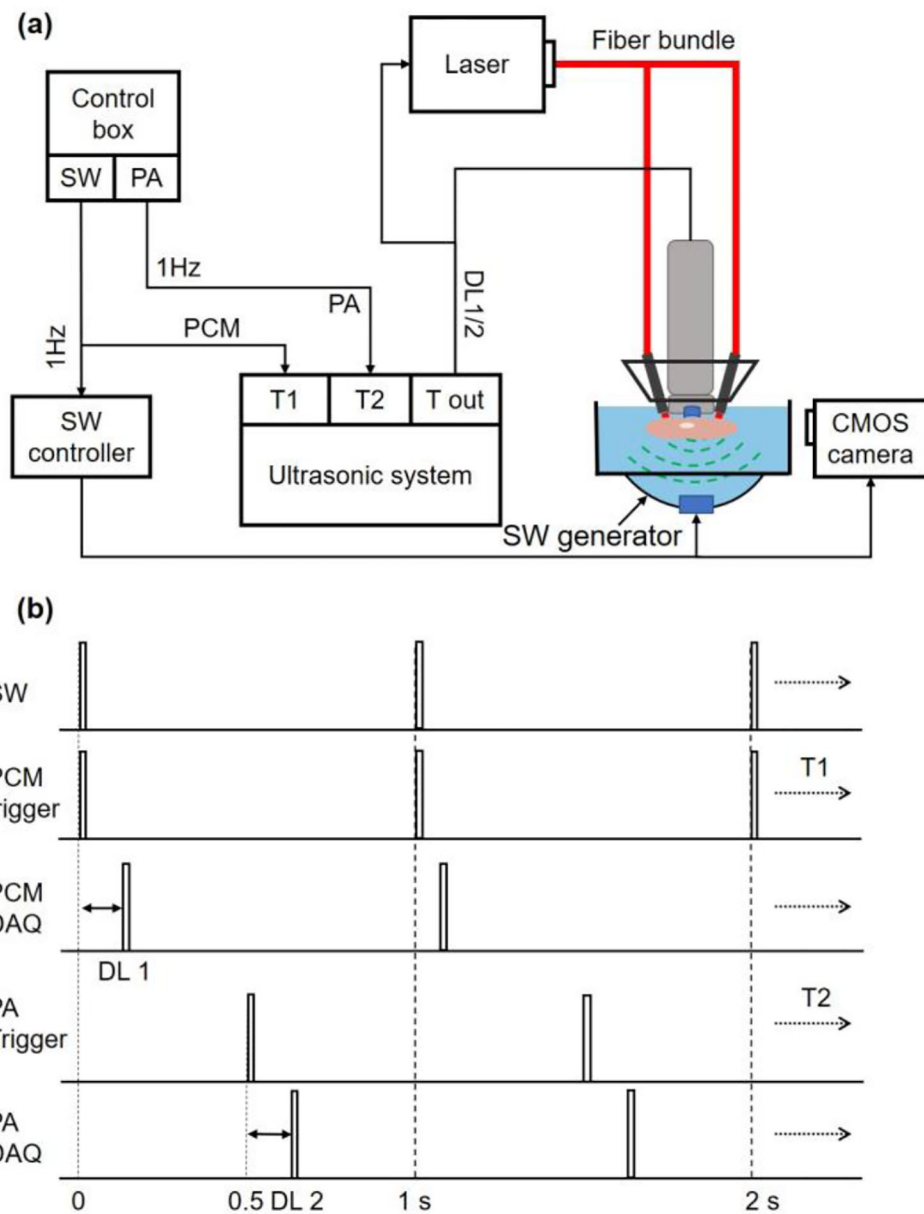 (a)
Laser
Fiber bundle
Control
box
SW PA
1Hz
PA
PCM
1Hz
DL1/2
T1 T2 T out
SW
controller
Ultrasonic system
CMOS
camera
SW generator
(b)
SW
PCM
rigger
T1
PCM
DAQ
DL 1
PA
Trigger
T2
PA
DAQ
0 0.5 DL 2 1 s 2 s